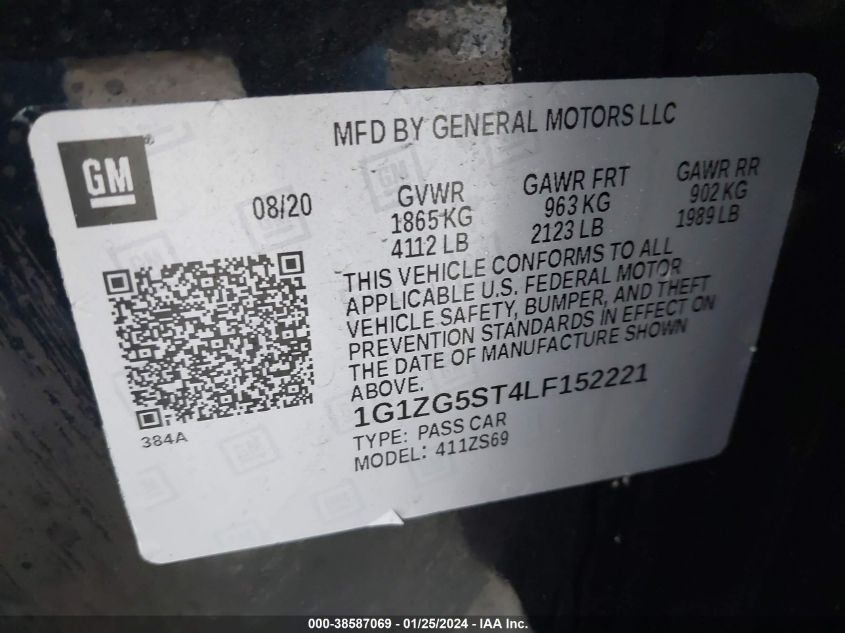 MFD BY GENERAL MOTORS LLC
GM
08/20
GVWR
1865 KG
4112 LB
GAWR FRT
963 KG
2123 LB
GAWR RR
902 KG
1989 LB
THIS VEHICLE CONFORMS TO ALL
APPLICABLE U.S. FEDERAL MOTOR
VEHICLE SAFETY, BUMPER, AND THEFT
PREVENTION STANDARDS IN EFFECT ON
THE DATE OF MANUFACTURE SHOWN
ABOVE.
384A
1G1ZG5ST4LF152221
TYPE: PASS CAR
MODEL: 411ZS69
000-38587069 - 01/25/2024 - IAA Inc.